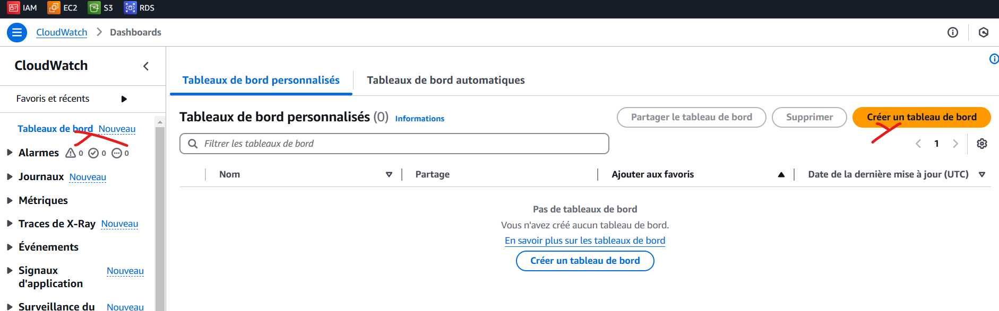 IAM EC2 S3 RDS
CloudWatch Dashboards
CloudWatch
Favoris et récents
Tableaux de bord Nouveau
Alarmes 0 0 0
Journaux Nouveau
Métriques
Traces de X-Ray Nouveau
Événements
Signaux d'application Nouveau
Surveillance du Nouveau
Tableaux de bord personnalisés Tableaux de bord automatiques
Tableaux de bord personnalisés (0) Informations
Partager le tableau de bord Supprimer Créer un tableau de bord
Filtrer les tableaux de bord
1
Nom Partage Ajouter aux favoris Date de la dernière mise à jour (UTC)
Pas de tableaux de bord
Vous n'avez créé aucun tableau de bord.
En savoir plus sur les tableaux de bord
Créer un tableau de bord